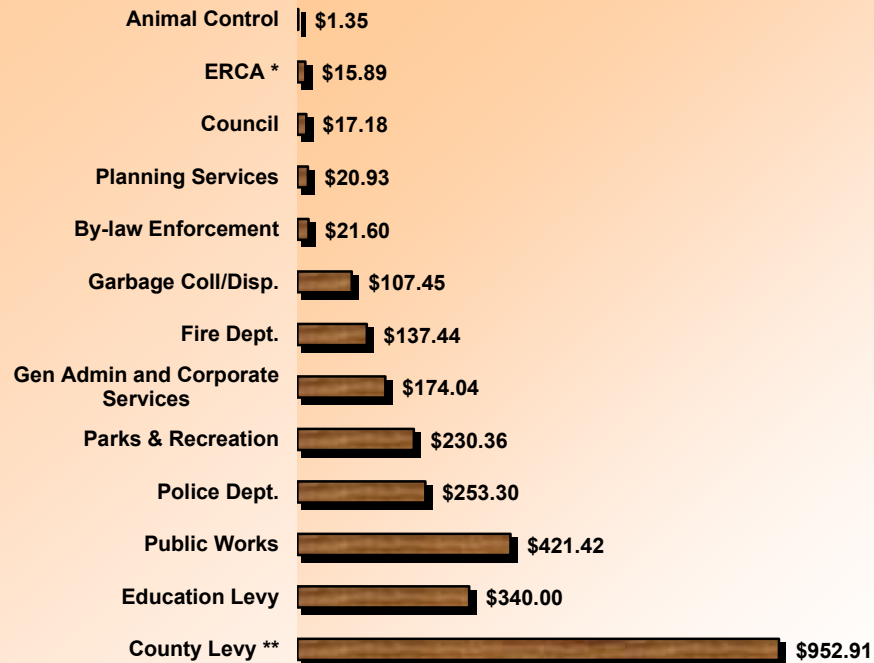 Animal Control $1.35
ERCA * $15.89
Council $17.18
Planning Services $20.93
By-law Enforcement $21.60
Garbage Coll/Disp. $107.45
Fire Dept. $137.44
Gen Admin and Corporate
Services $174.04
Parks & Recreation $230.36
Police Dept. $253.30
Public Works $421.42
Education Levy $340.00
County Levy ** $952.91